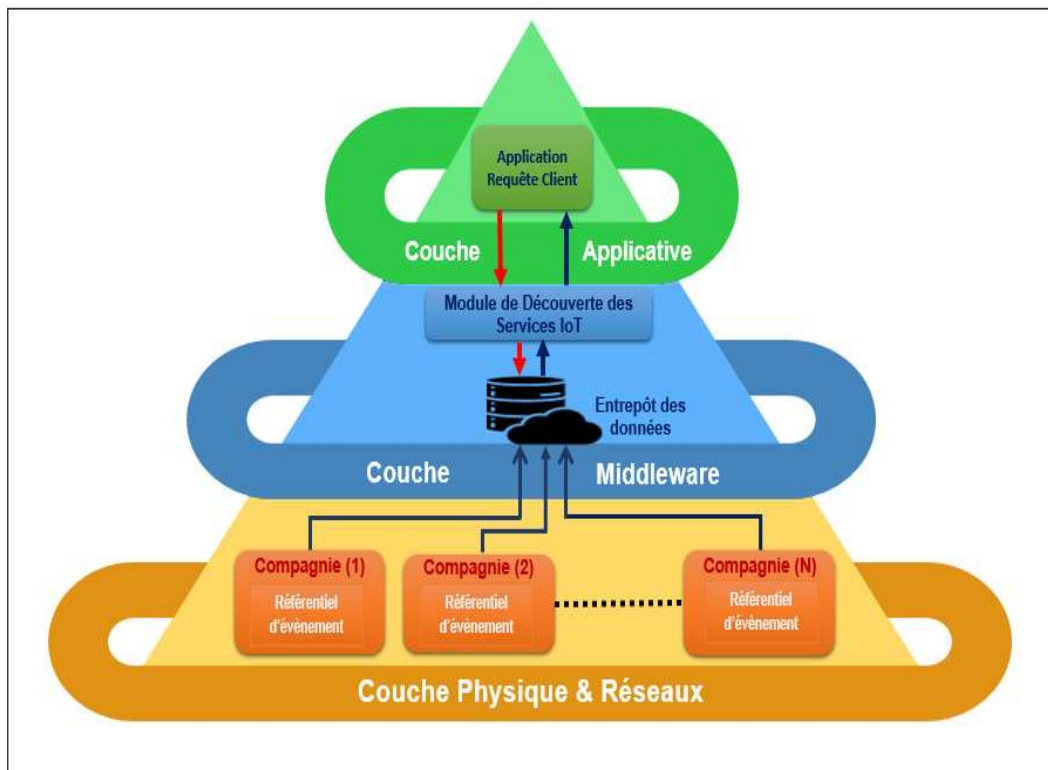 Application
Requête Client
Couche Applicative
Module de Découverte des
Services IoT
Entrepôt des
données
Couche Middleware
Compagnie (1)
Référentiel
d'évènement
Compagnie (2)
Référentiel
d'évènement
Compagnie (N)
Référentiel
d'évènement
Couche Physique & Réseaux